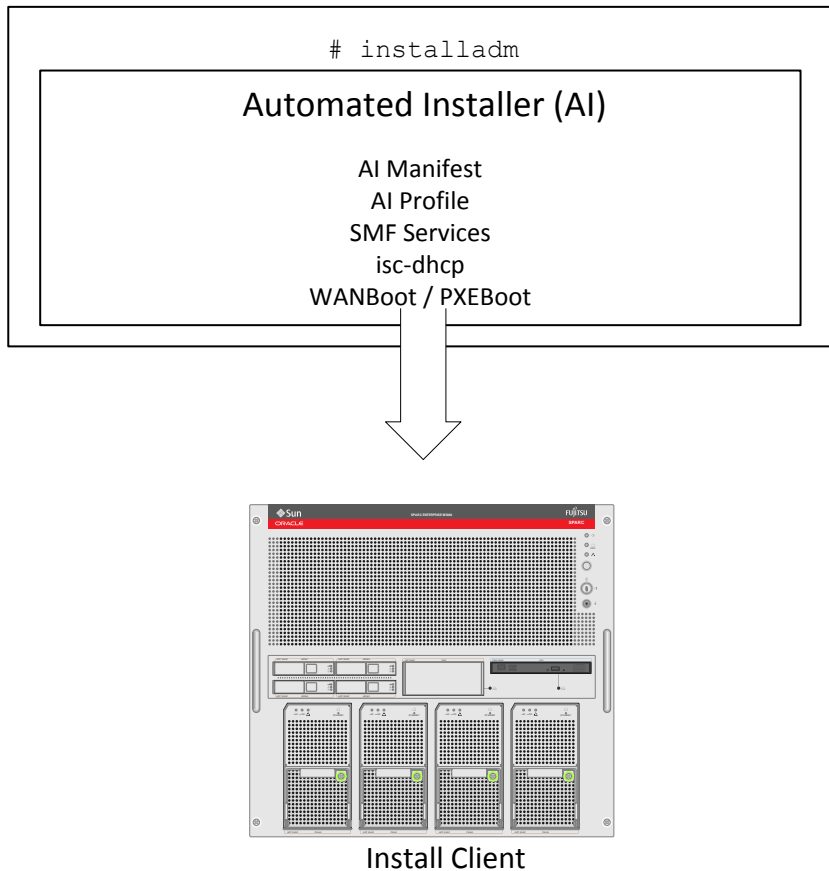 # installadm
Automated Installer (AI)
AI Manifest
AI Profile
SMF Services
isc-dhcp
WANBoot / PXEBoot
Sun
ORACLE
FUJITSU
SPARC
Install Client